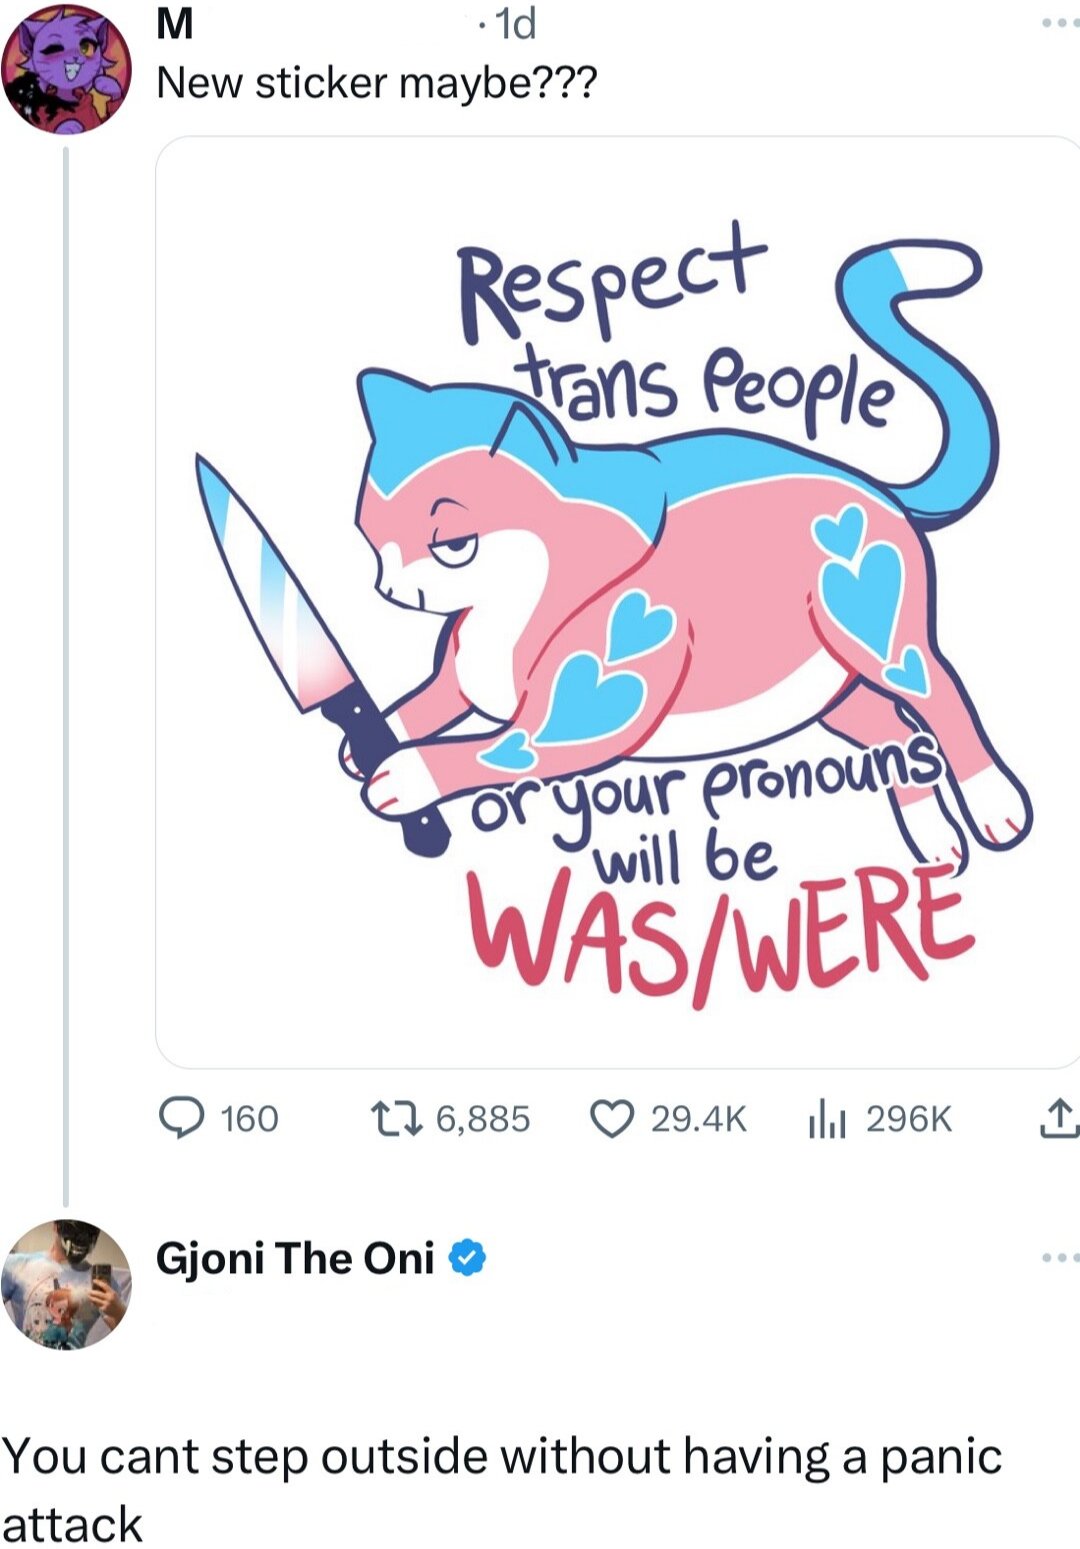 M · 1d
New sticker maybe???
Respect
trans People
or your pronouns
will be
WAS/WERE
160 6,885 29.4K 296K
Gjoni The Oni
You cant step outside without having a panic
attack